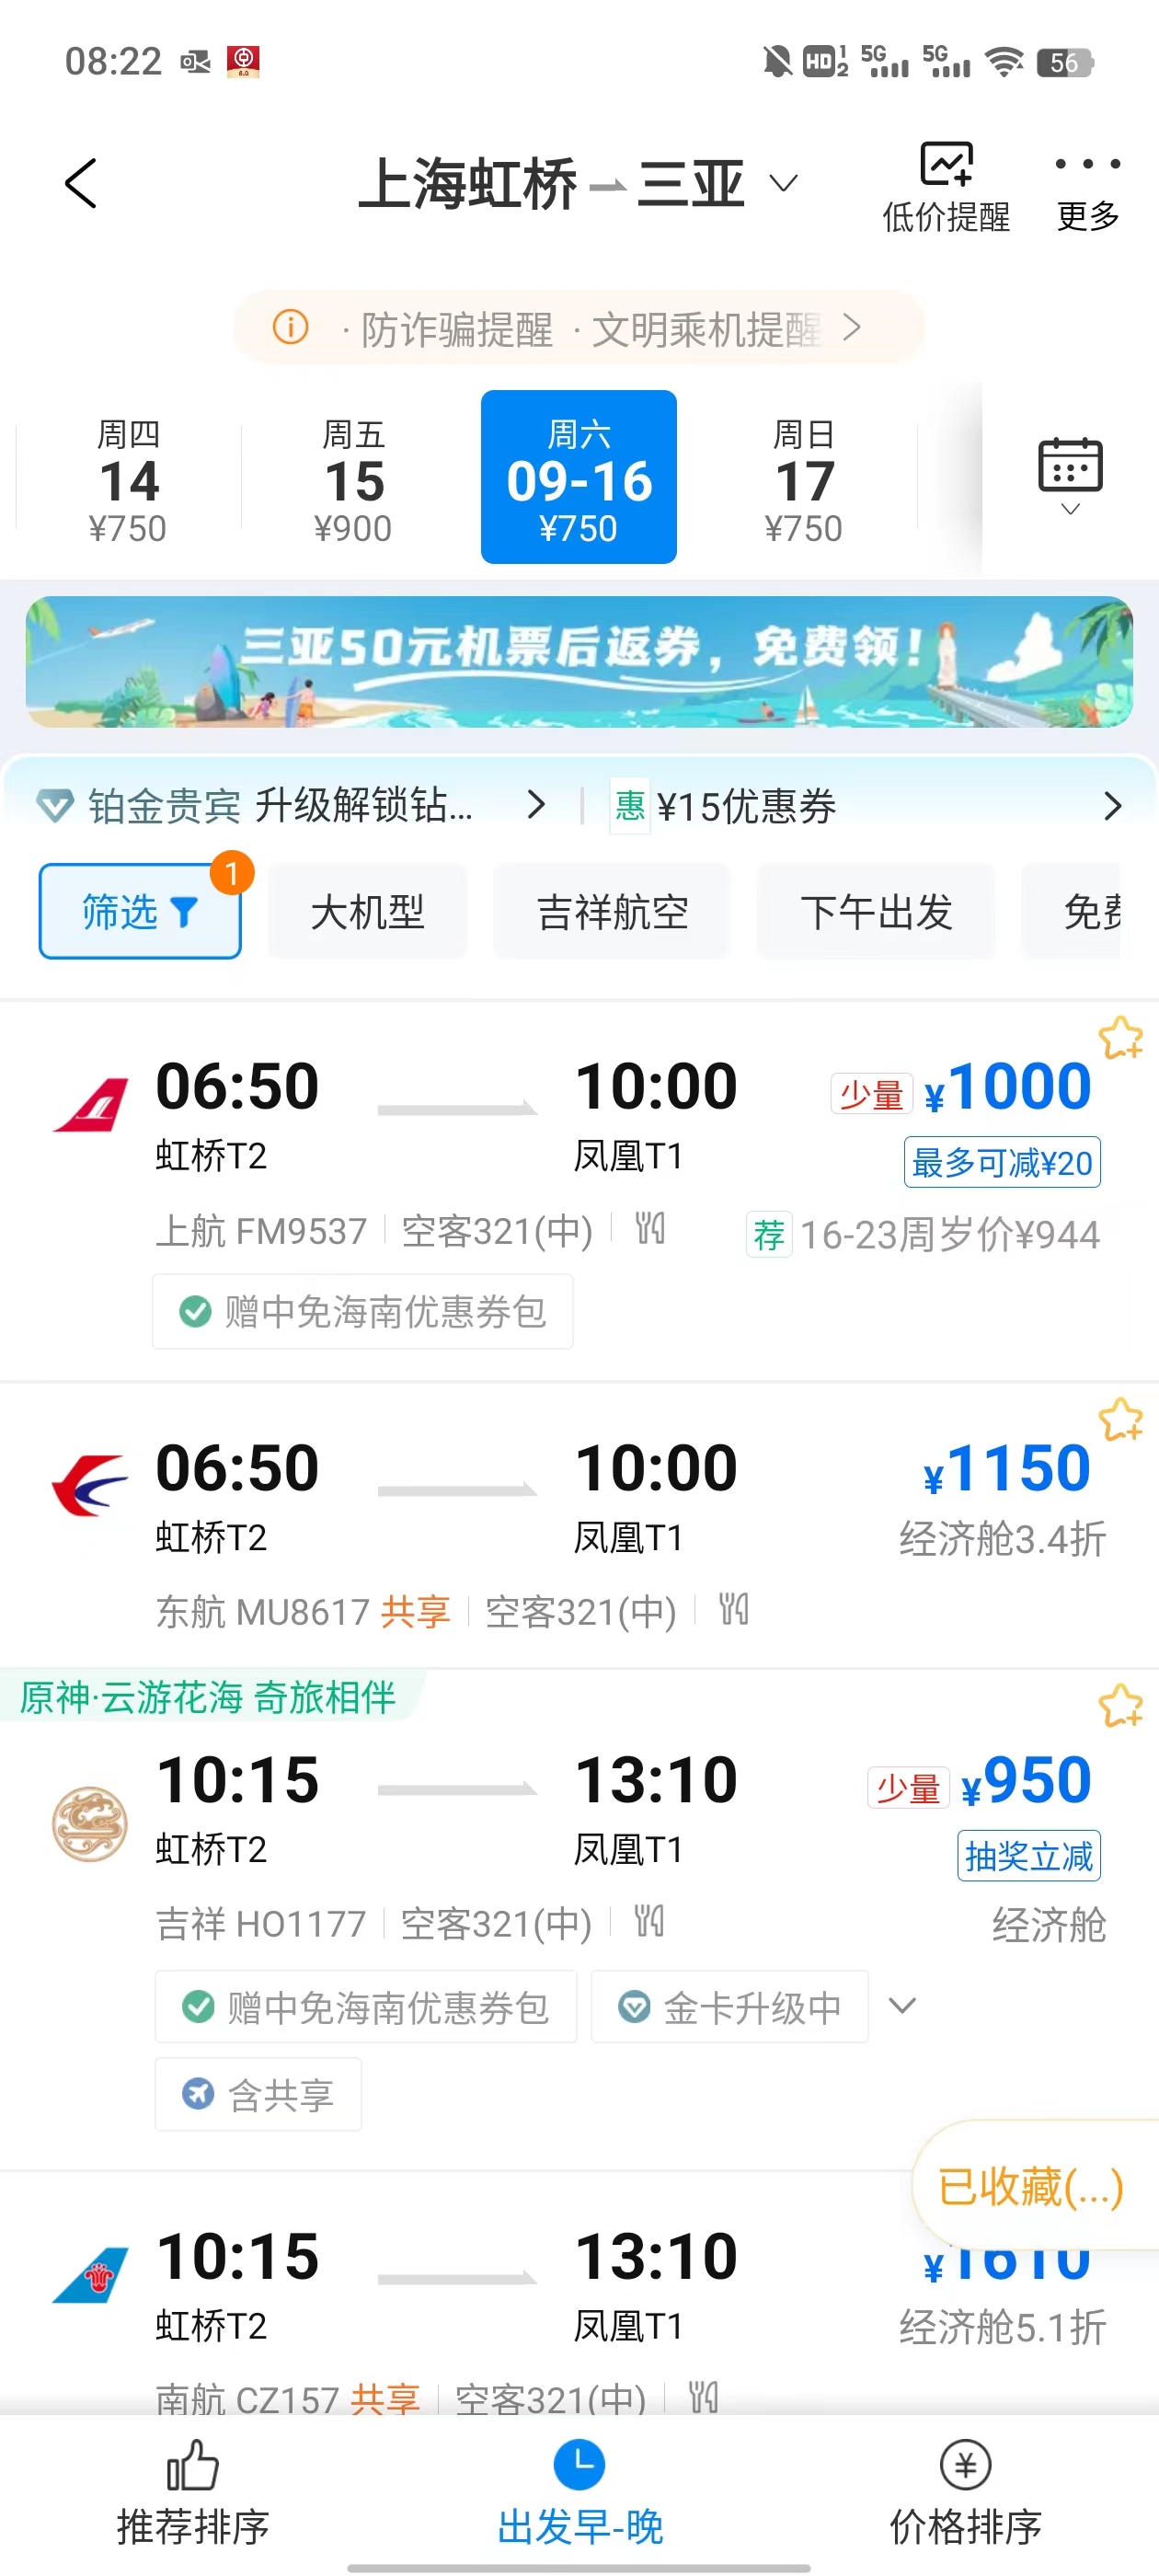 08:22 HD 1 2 5G 5G 56
上海虹桥 三亚
低价提醒 更多
· 防诈骗提醒 · 文明乘机提醒
周四 周五 周六 周日
14 15 09-16 17
¥750 ¥900 ¥750 ¥750
三亚50元机票后返券，免费领！
铂金贵宾 升级解锁钻... 惠 ¥15优惠券
筛选 1 大机型 吉祥航空 下午出发 免费
06:50 10:00 少量 ¥1000
虹桥T2 凤凰T1 最多可减¥20
上航 FM9537 空客321(中) 荐 16-23周岁价¥944
赠中免海南优惠券包
06:50 10:00 ¥1150
虹桥T2 凤凰T1 经济舱3.4折
东航 MU8617 共享 空客321(中)
原神·云游花海 奇旅相伴
10:15 13:10 少量 ¥950
虹桥T2 凤凰T1 抽奖立减
吉祥 HO1177 空客321(中) 经济舱
赠中免海南优惠券包 金卡升级中
含共享
已收藏(...)
10:15 13:10 ¥1610
虹桥T2 凤凰T1 经济舱5.1折
南航 CZ157 共享 空客321(中)
推荐排序 出发早-晚 价格排序